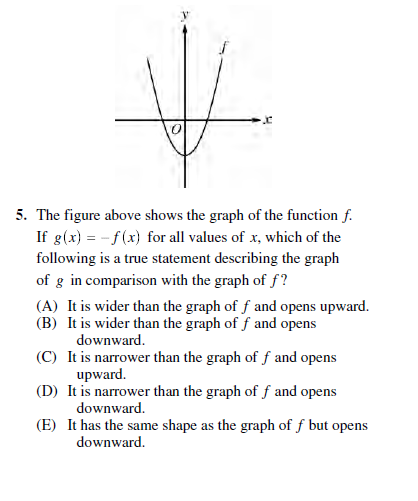 y
f
x
O
5. The figure above shows the graph of the function f.
If g(x) = −f(x) for all values of x, which of the
following is a true statement describing the graph
of g in comparison with the graph of f?
(A) It is wider than the graph of f and opens upward.
(B) It is wider than the graph of f and opens
downward.
(C) It is narrower than the graph of f and opens
upward.
(D) It is narrower than the graph of f and opens
downward.
(E) It has the same shape as the graph of f but opens
downward.